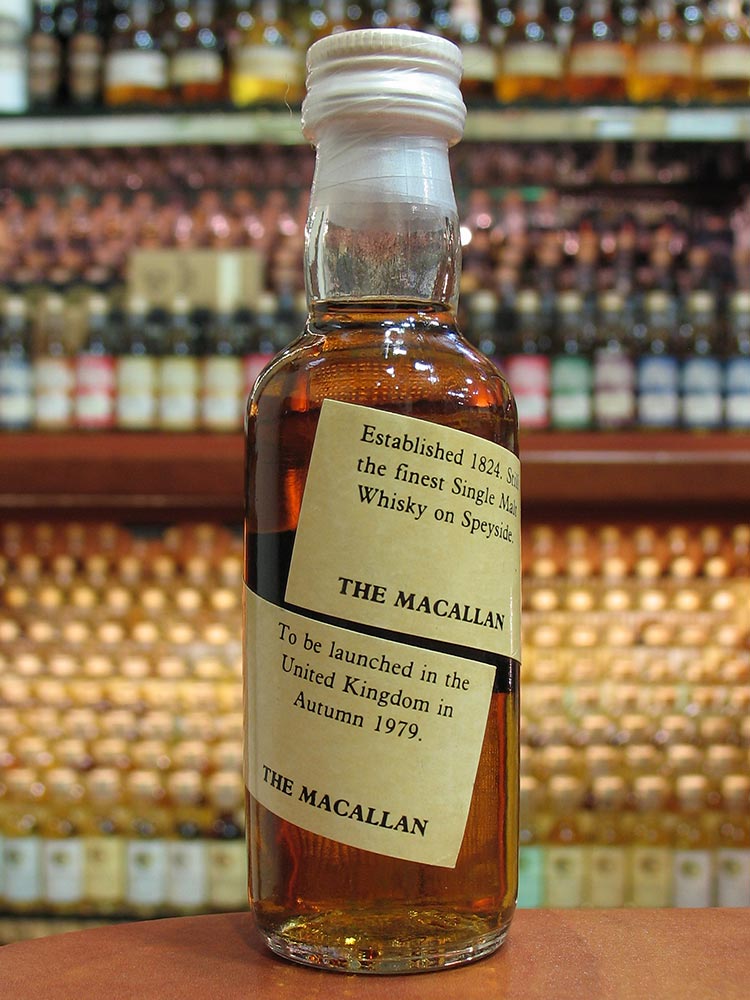 Established 1824. Still
the finest Single Malt
Whisky on Speyside.
THE MACALLAN
To be launched in the
United Kingdom in
Autumn 1979.
THE MACALLAN